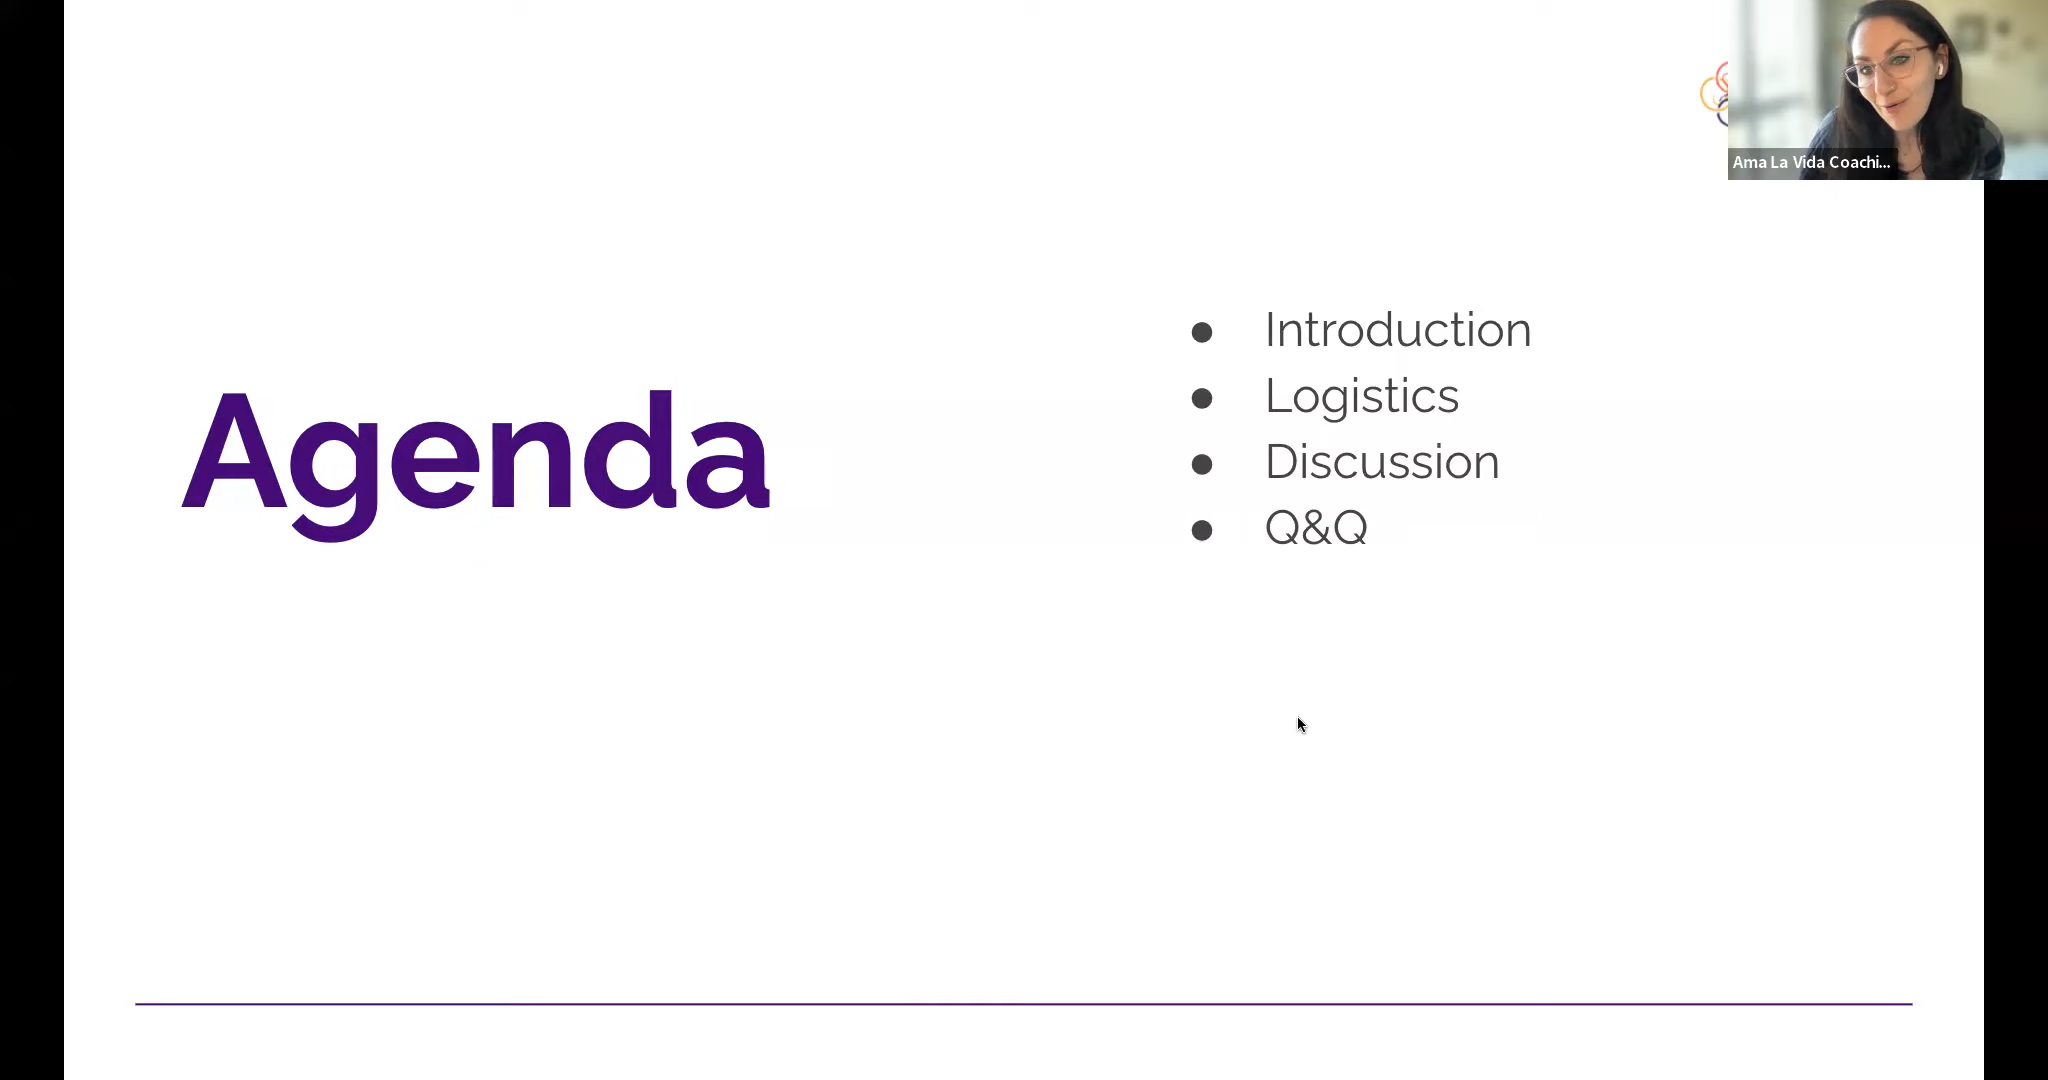 Agenda
Introduction
Logistics
Discussion
Q&Q
Ama La Vida Coachi...